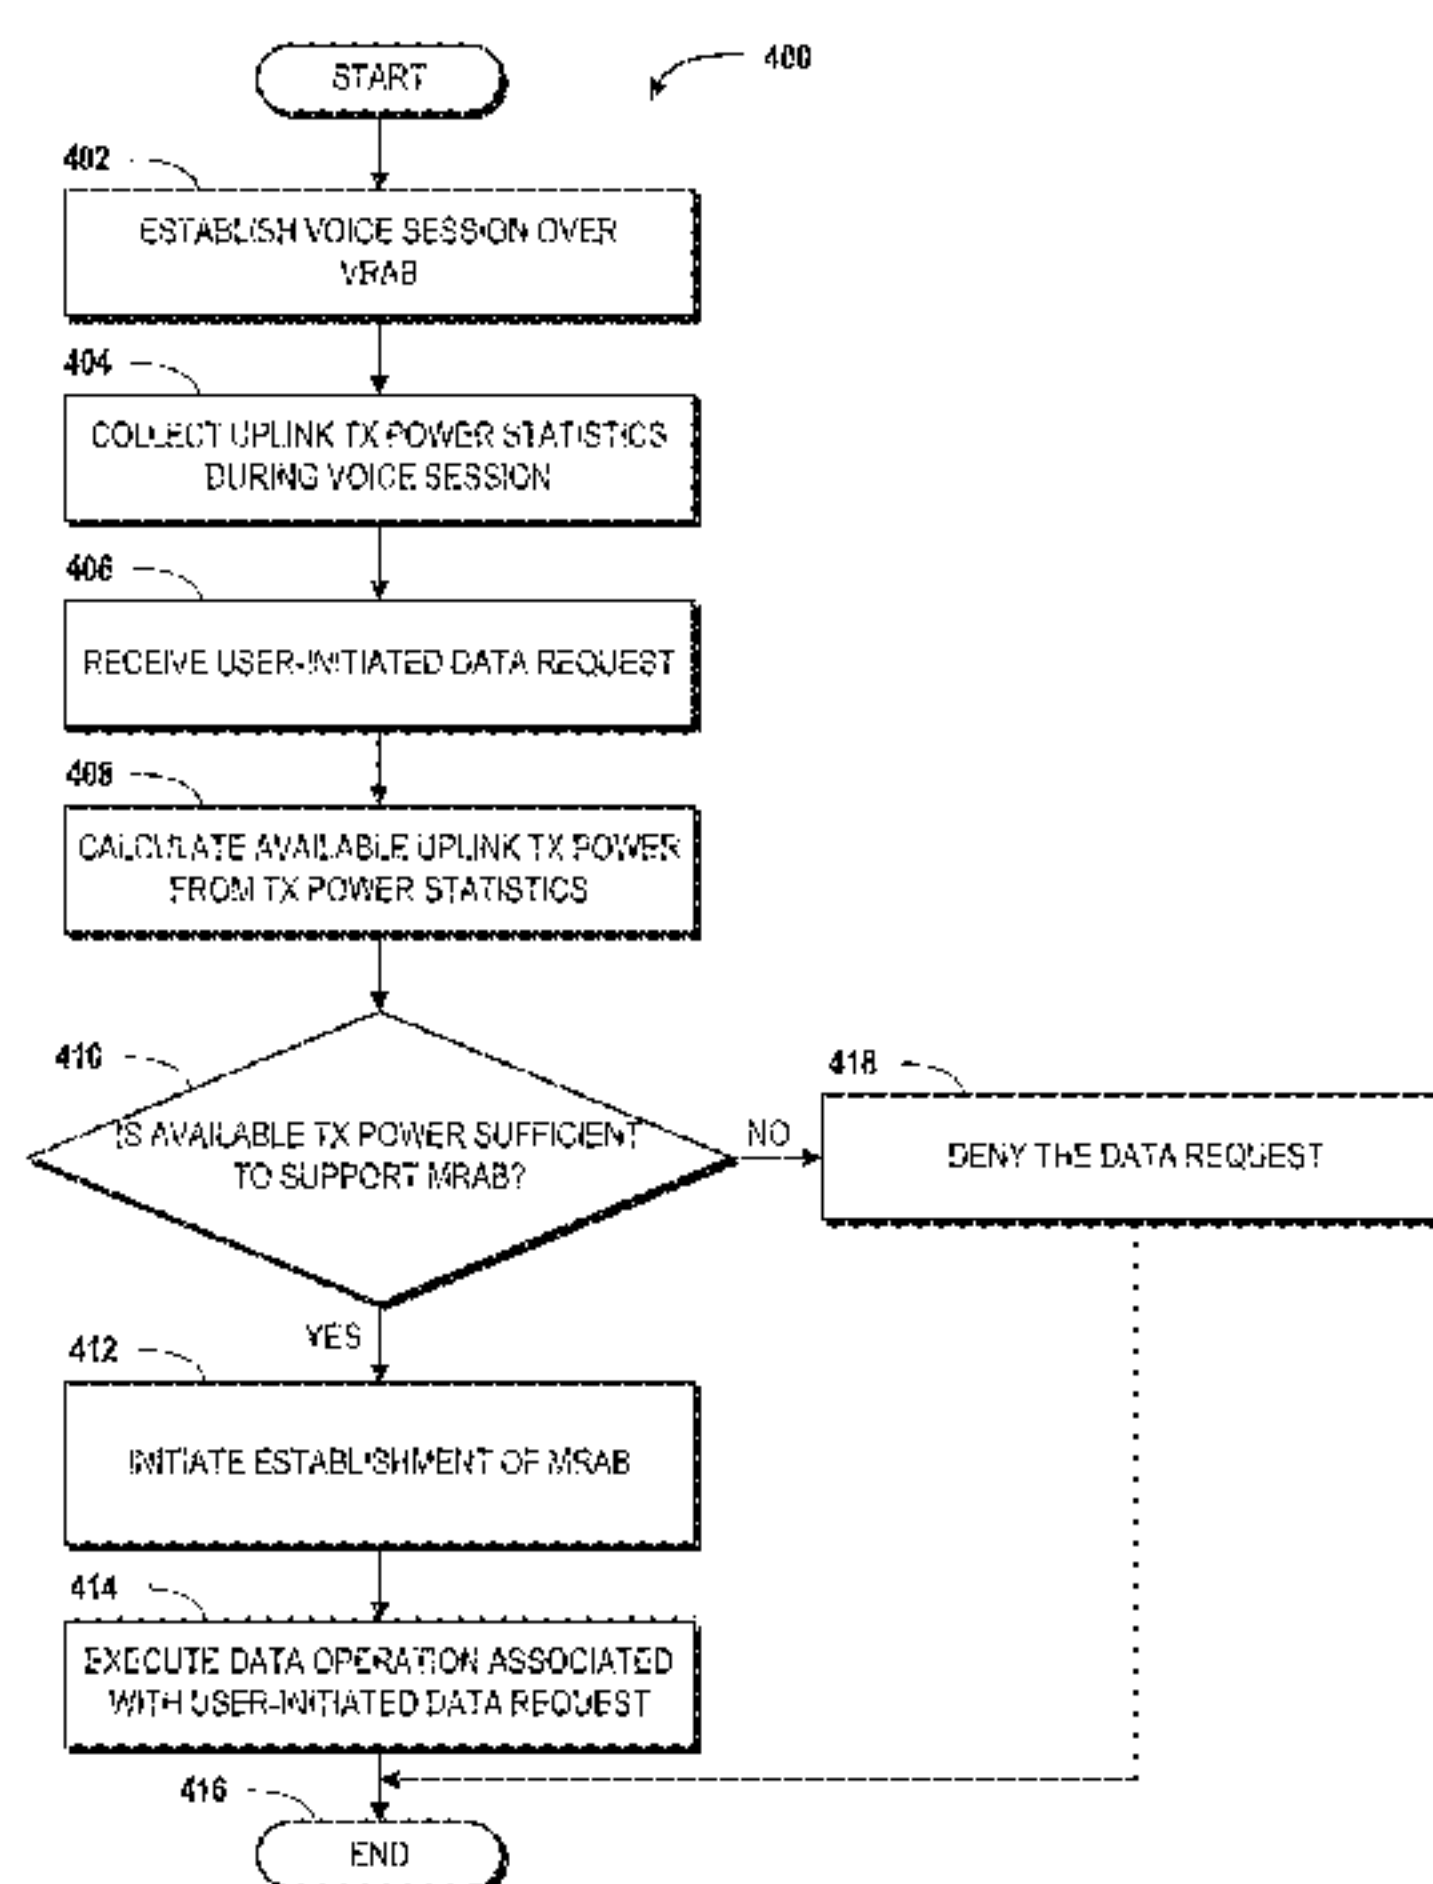 START
400
402
ESTABLISH VOICE SESSION OVER
VRAB
404
COLLECT UPLINK TX POWER STATISTICS
DURING VOICE SESSION
406
RECEIVE USER-INITIATED DATA REQUEST
408
CALCULATE AVAILABLE UPLINK TX POWER
FROM TX POWER STATISTICS
410
IS AVAILABLE TX POWER SUFFICIENT
TO SUPPORT MRAB?
NO
418
DENY THE DATA REQUEST
YES
412
INITIATE ESTABLISHMENT OF MRAB
414
EXECUTE DATA OPERATION ASSOCIATED
WITH USER-INITIATED DATA REQUEST
416
END